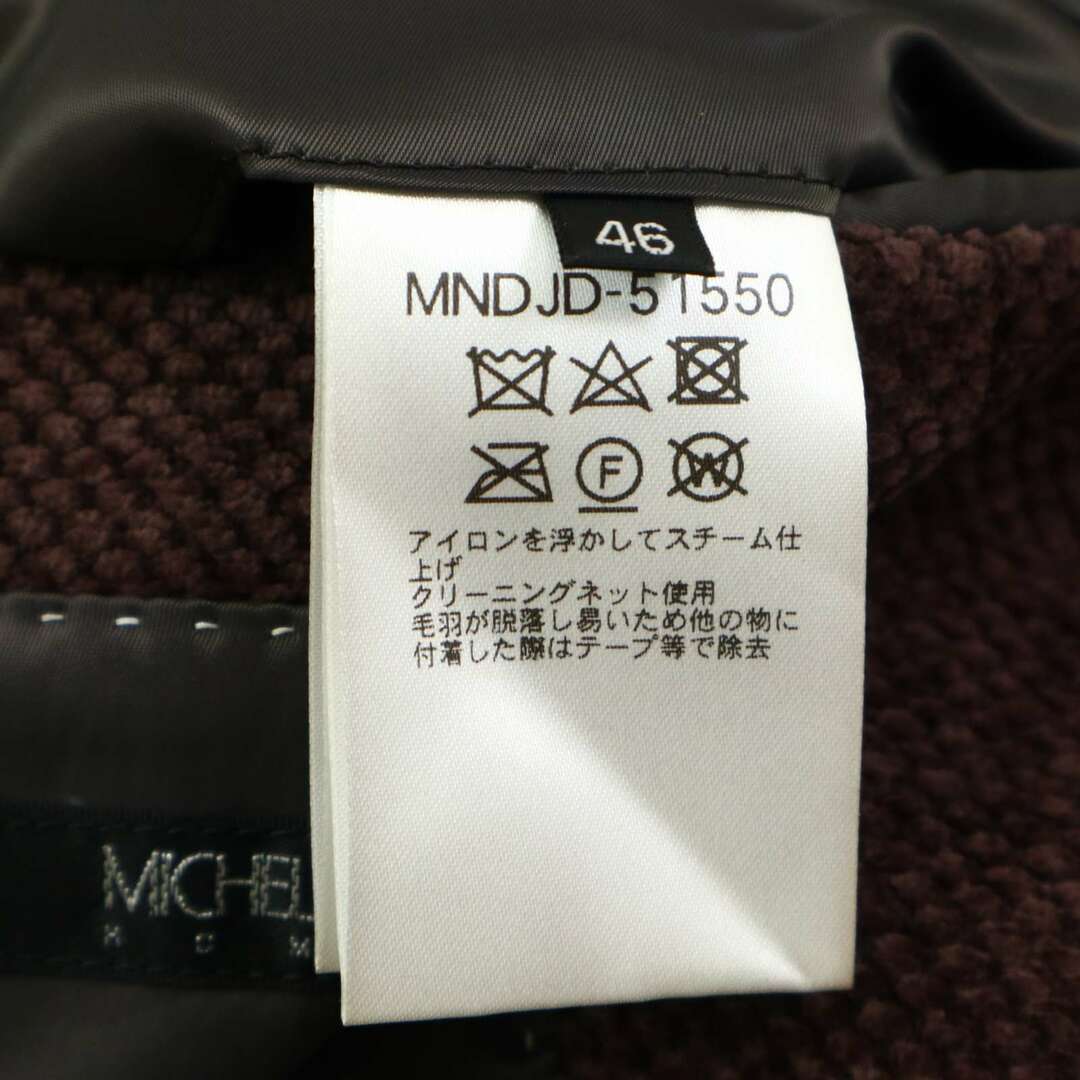 46
MNDJD-51550
F
W
アイロンを浮かしてスチーム仕
上げ
クリーニングネット使用
毛羽が脱落し易いため他の物に
付着した際はテープ等で除去
MICHEL